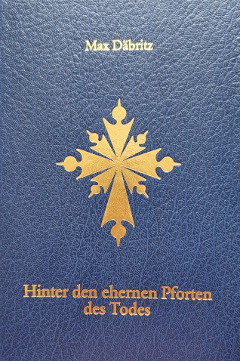 Max Däbritz
Hinter den ehernen Pforten
des Todes